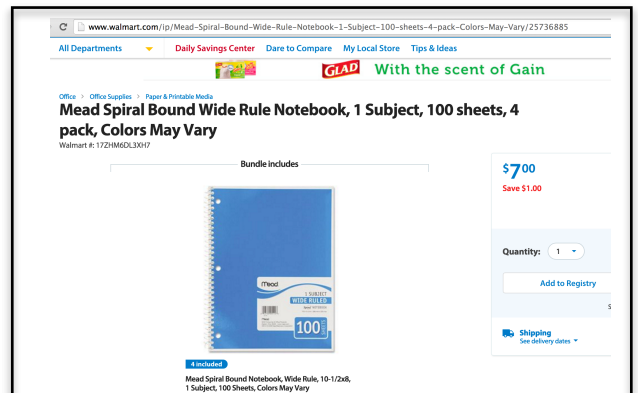 www.walmart.com/ip/Mead-Spiral-Bound-Wide-Rule-Notebook-1-Subject-100-sheets-4-pack-Colors-May-Vary/25736885
All Departments Daily Savings Center Dare to Compare My Local Store Tips & Ideas
GLAD With the scent of Gain
Office > Office Supplies > Paper & Printable Media
Mead Spiral Bound Wide Rule Notebook, 1 Subject, 100 sheets, 4
pack, Colors May Vary
Walmart #: 17ZHM6DL3XH7
Bundle includes
$700
Save $1.00
Quantity: 1
Add to Registry
S
Shipping
See delivery dates
Mead
1 SUBJECT
WIDE RULED
100 SHEETS
4 included
Mead Spiral Bound Notebook, Wide Rule, 10-1/2x8,
1 Subject, 100 Sheets, Colors May Vary